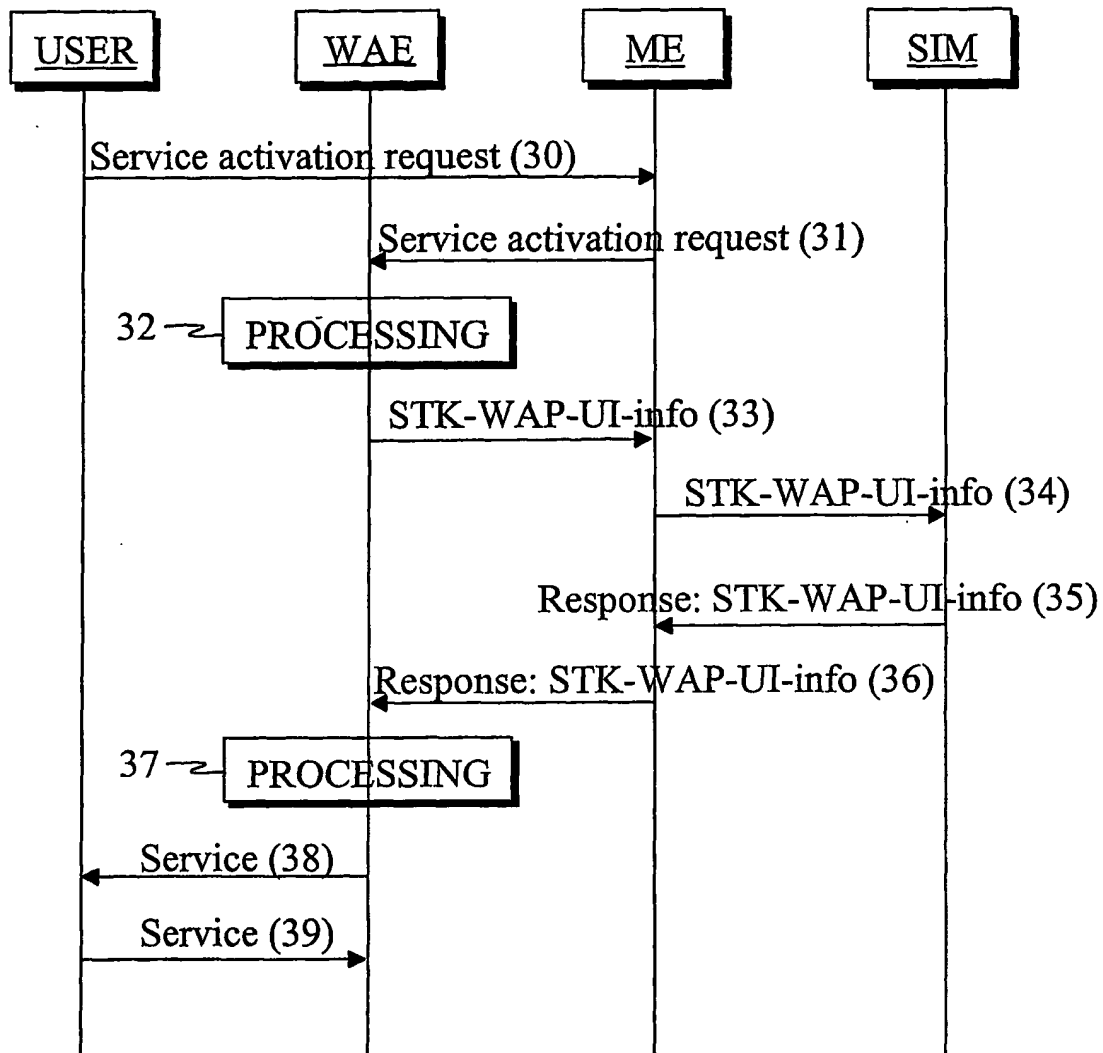 USER WAE ME SIM
Service activation request (30)
Service activation request (31)
32 PROCESSING
STK-WAP-UI-info (33)
STK-WAP-UI-info (34)
Response: STK-WAP-UI-info (35)
Response: STK-WAP-UI-info (36)
37 PROCESSING
Service (38)
Service (39)